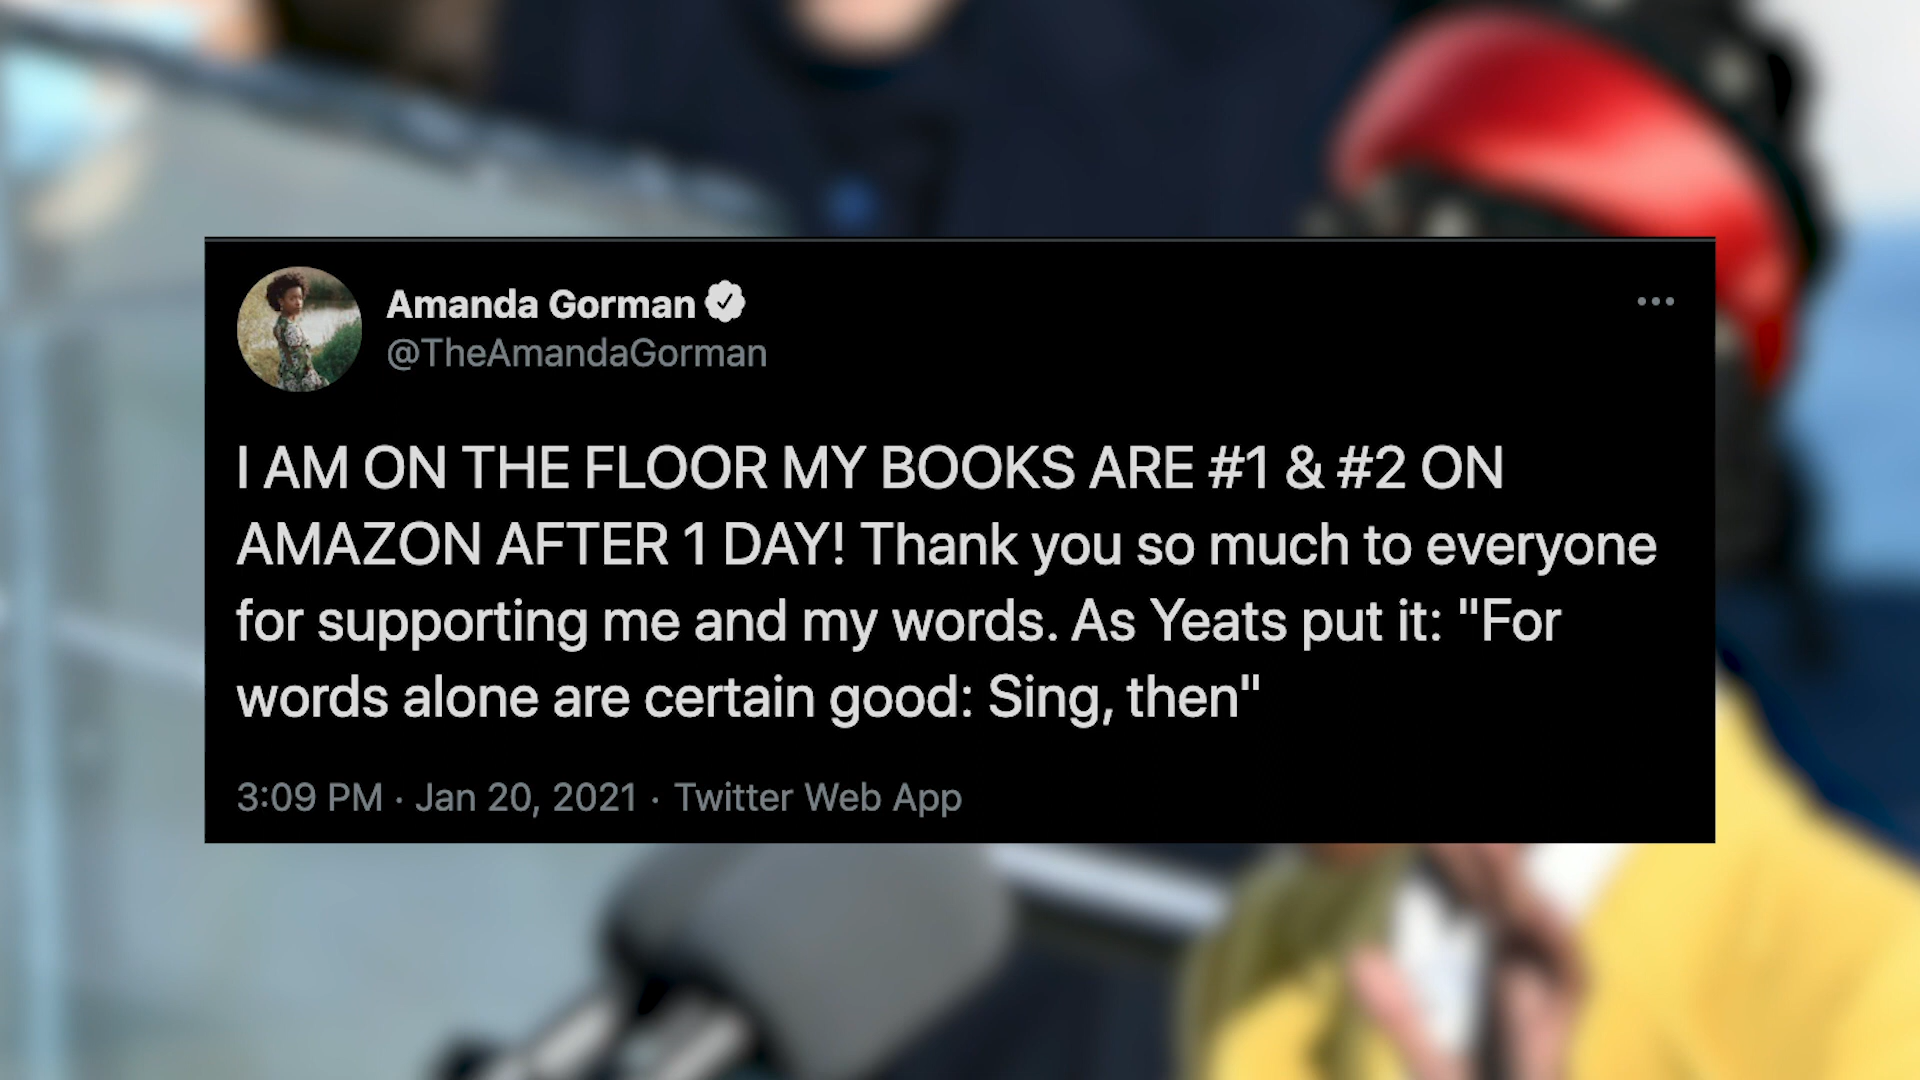 Amanda Gorman
@TheAmandaGorman
I AM ON THE FLOOR MY BOOKS ARE #1 & #2 ON
AMAZON AFTER 1 DAY! Thank you so much to everyone
for supporting me and my words. As Yeats put it: "For
words alone are certain good: Sing, then"
3:09 PM · Jan 20, 2021 · Twitter Web App